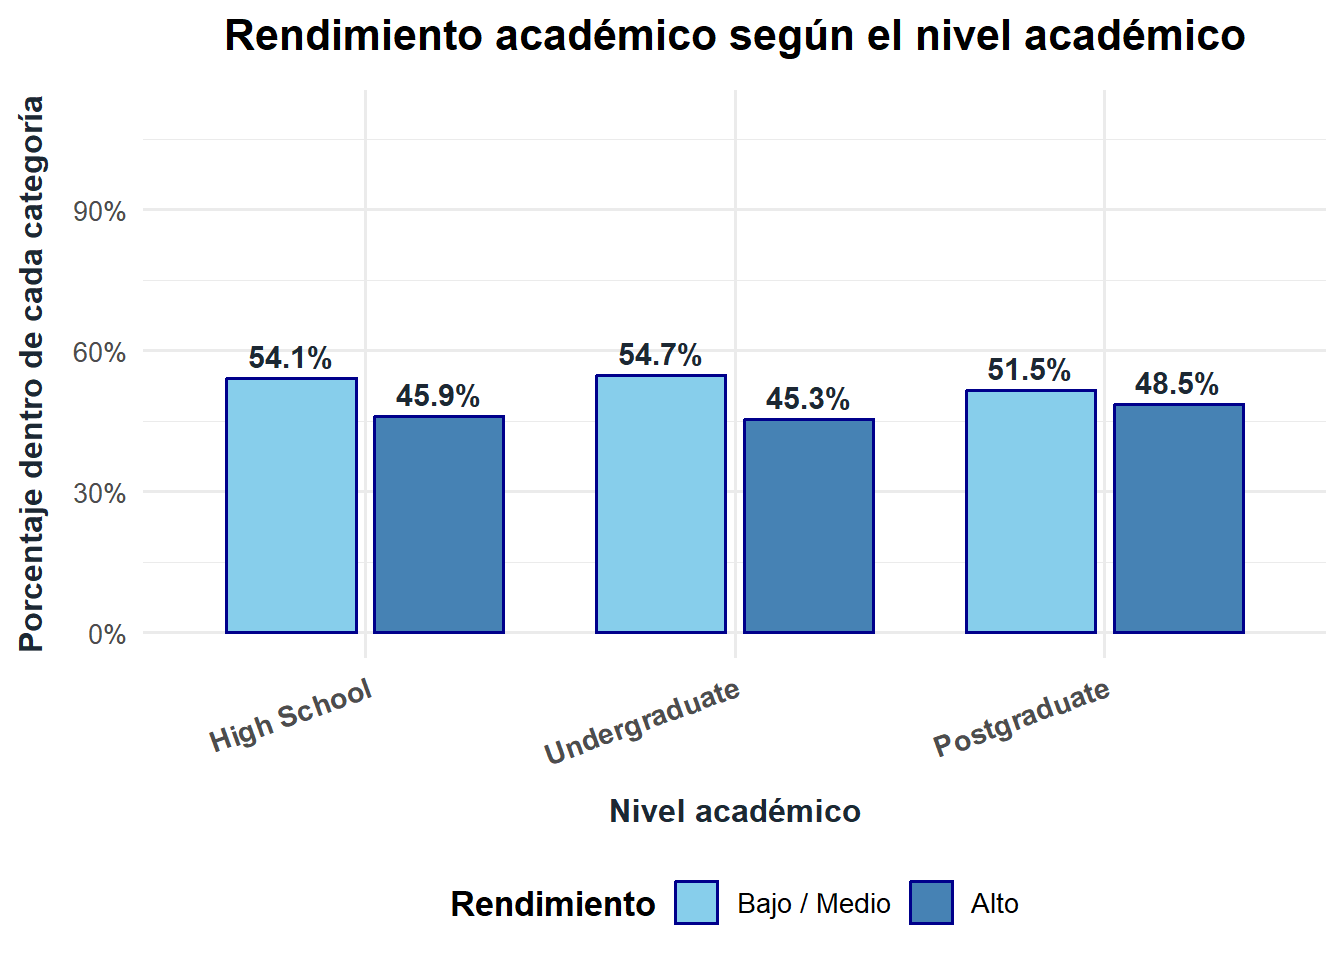 Rendimiento académico según el nivel académico
Porcentaje dentro de cada categoría
90%
60%
30%
0%
54.1%
45.9%
54.7%
45.3%
51.5%
48.5%
High School
Undergraduate
Postgraduate
Nivel académico
Rendimiento
Bajo / Medio
Alto